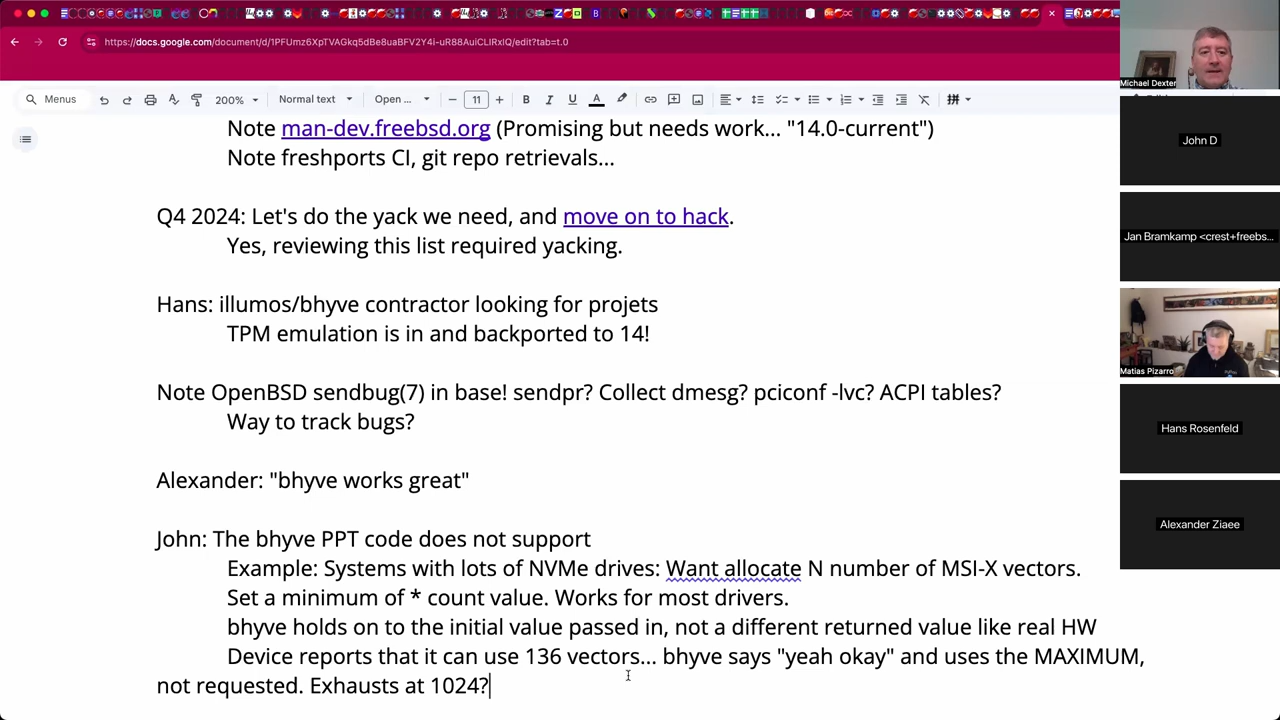 https://docs.google.com/document/d/1PFUmz6XpTVAGkq5dBe8uaBFV2Y4i-uR88AuiCLIRxIQ/edit?tab=t.0
Menus 200% Normal text Open ... 11
Note man-dev.freebsd.org (Promising but needs work... "14.0-current")
Note freshports CI, git repo retrievals...
Q4 2024: Let's do the yack we need, and move on to hack.
Yes, reviewing this list required yacking.
Hans: illumos/bhyve contractor looking for projets
TPM emulation is in and backported to 14!
Note OpenBSD sendbug(7) in base! sendpr? Collect dmesg? pciconf -lvc? ACPI tables?
Way to track bugs?
Alexander: "bhyve works great"
John: The bhyve PPT code does not support
Example: Systems with lots of NVMe drives: Want allocate N number of MSI-X vectors.
Set a minimum of * count value. Works for most drivers.
bhyve holds on to the initial value passed in, not a different returned value like real HW
Device reports that it can use 136 vectors... bhyve says "yeah okay" and uses the MAXIMUM,
not requested. Exhausts at 1024?
Michael Dexter
John D
Jan Bramkamp <crest+freebs...
Matias Pizarro
Hans Rosenfeld
Alexander Ziaee